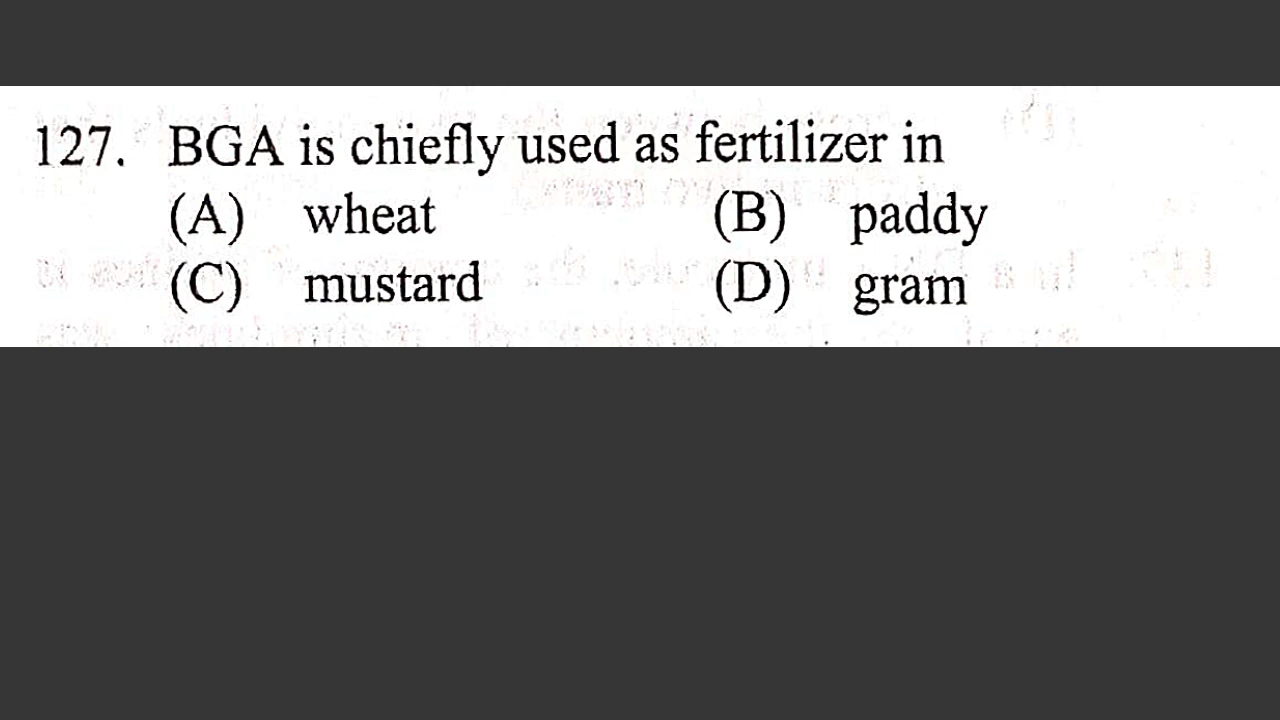 127. BGA is chiefly used as fertilizer in
(A) wheat (B) paddy
(C) mustard (D) gram